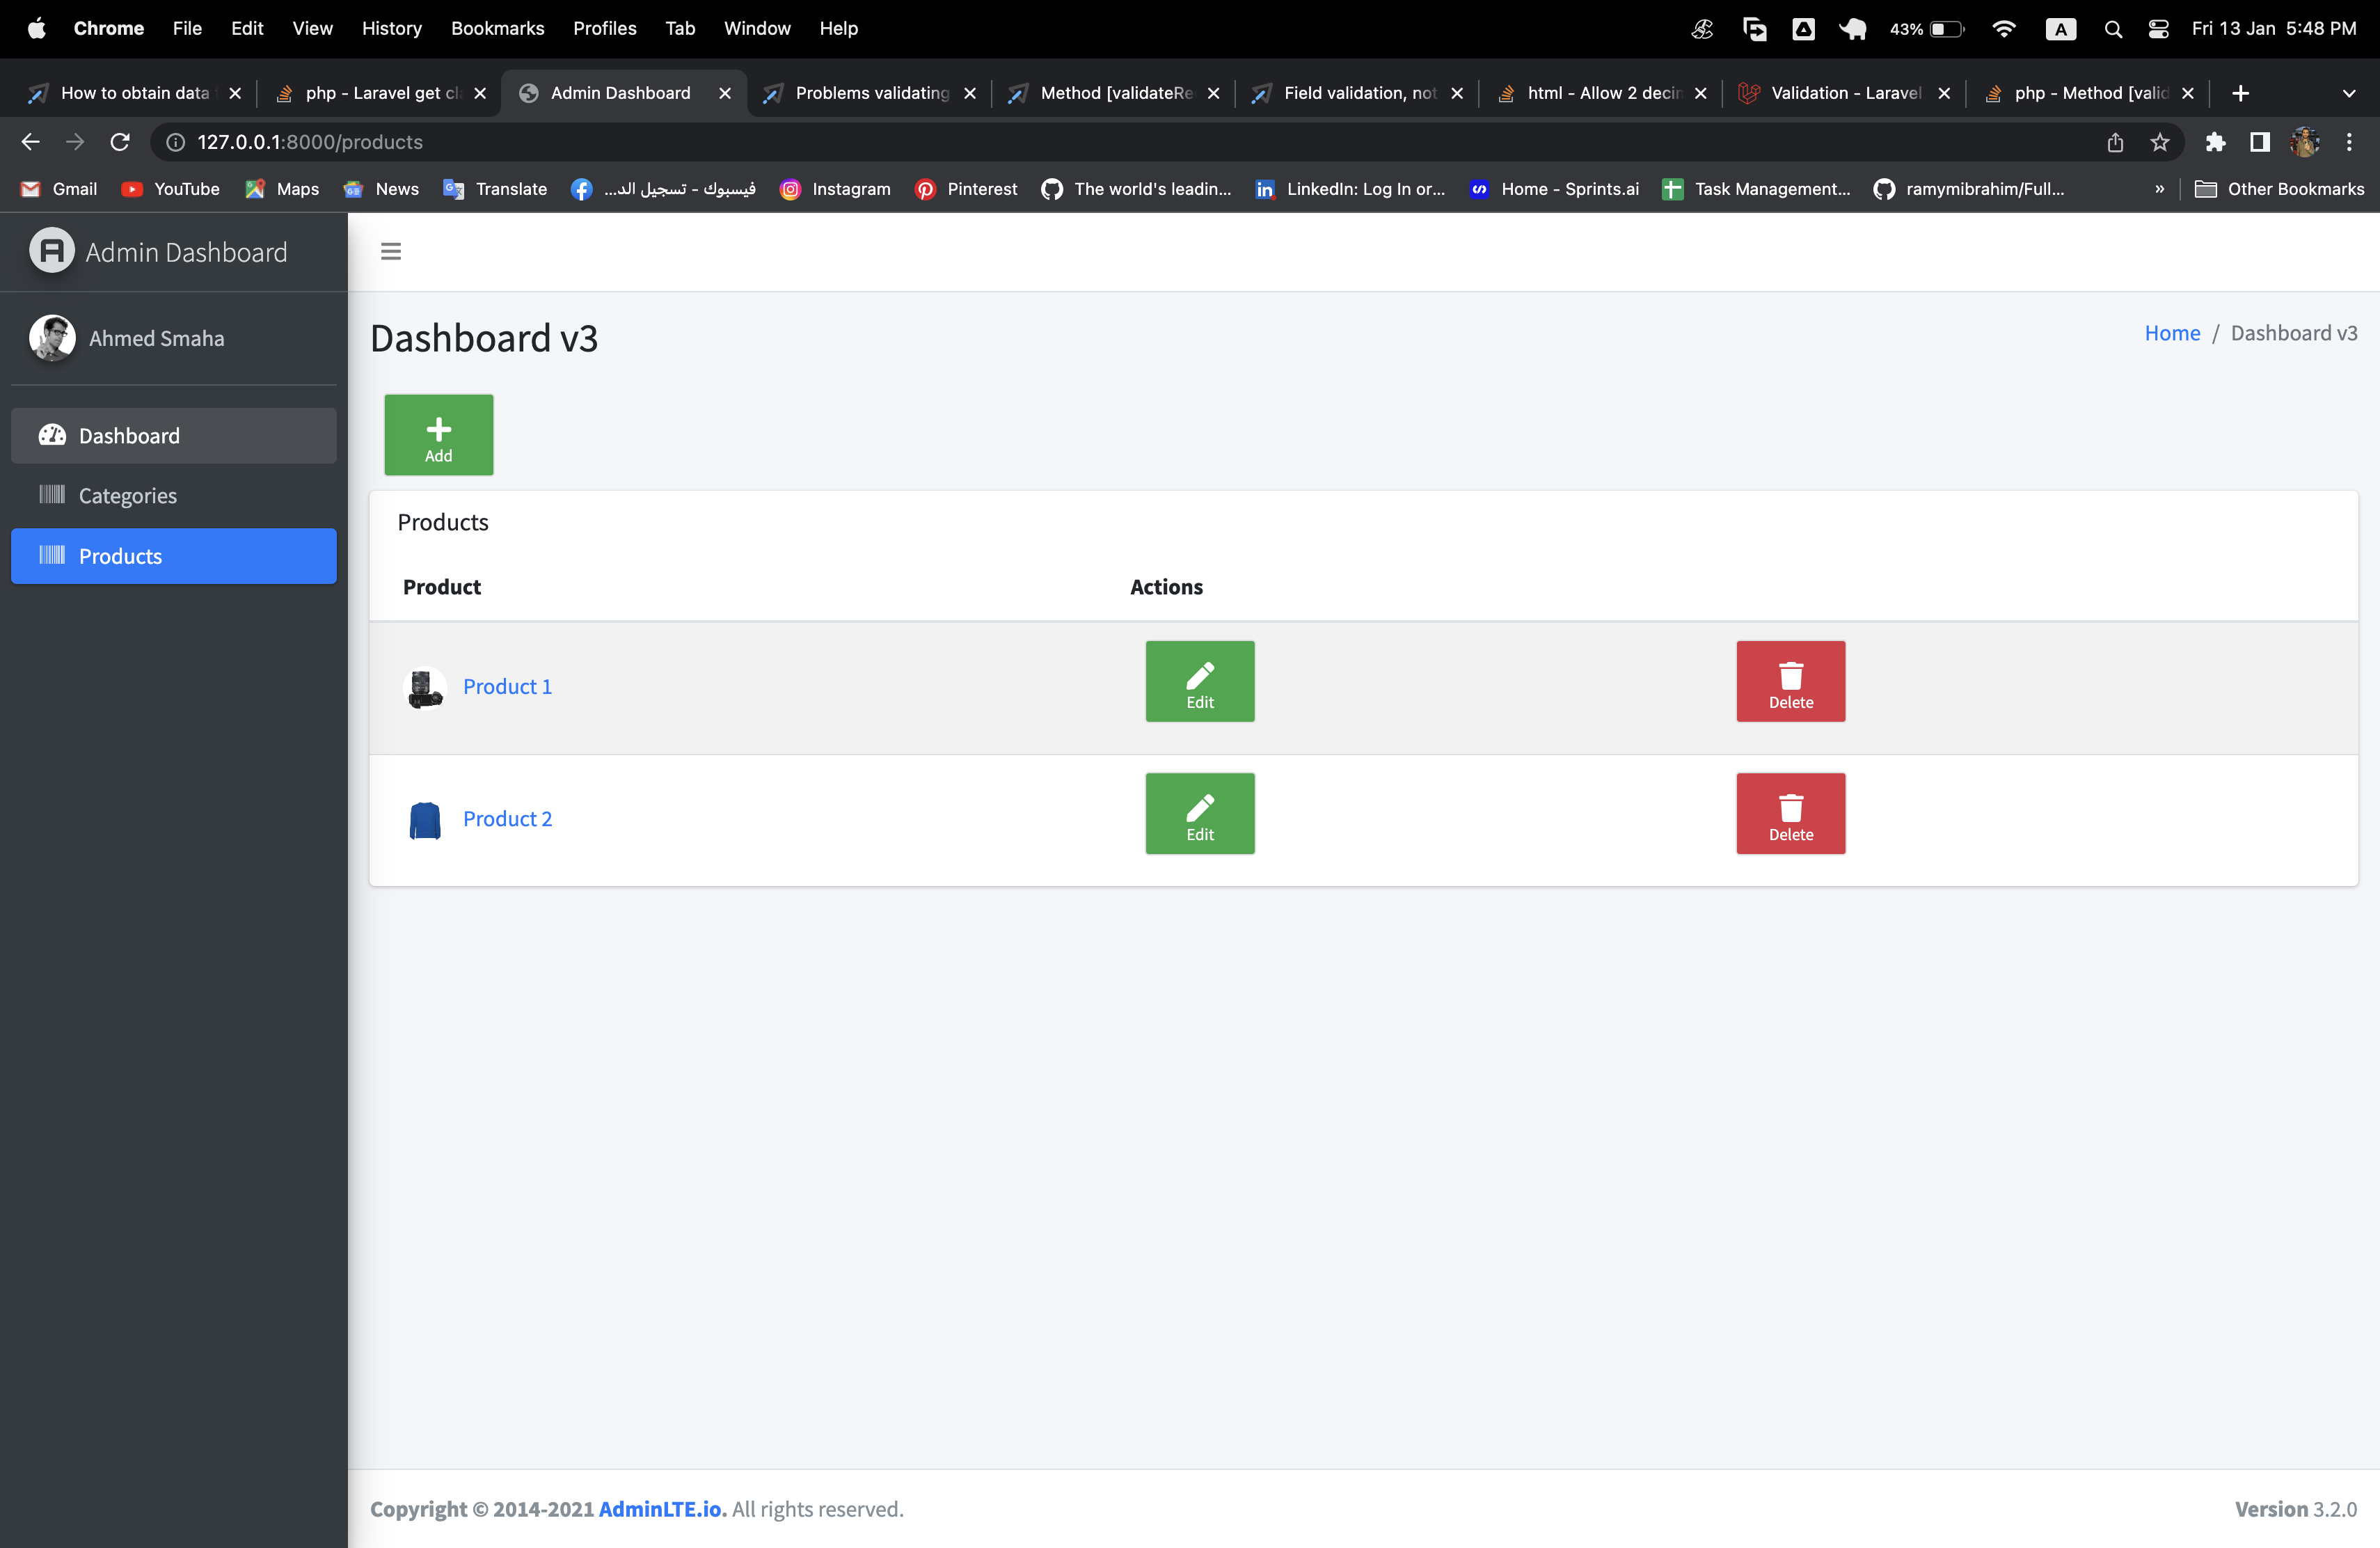 Chrome File Edit View History Bookmarks Profiles Tab Window Help 43% A Fri 13 Jan 5:48 PM
How to obtain data php - Laravel get cl Admin Dashboard Problems validating Method [validateRe Field validation, not html - Allow 2 decin Validation - Laravel php - Method [valid
127.0.0.1:8000/products
Gmail YouTube Maps News Translate فيسبوك - تسجيل الد... Instagram Pinterest The world's leadin... LinkedIn: Log In or... Home - Sprints.ai Task Management... ramymibrahim/Full... » Other Bookmarks
Admin Dashboard
Ahmed Smaha
Dashboard
Categories
Products
Dashboard v3
Home / Dashboard v3
Add
Products
Product Actions
Product 1 Edit Delete
Product 2 Edit Delete
Copyright © 2014-2021 AdminLTE.io. All rights reserved. Version 3.2.0